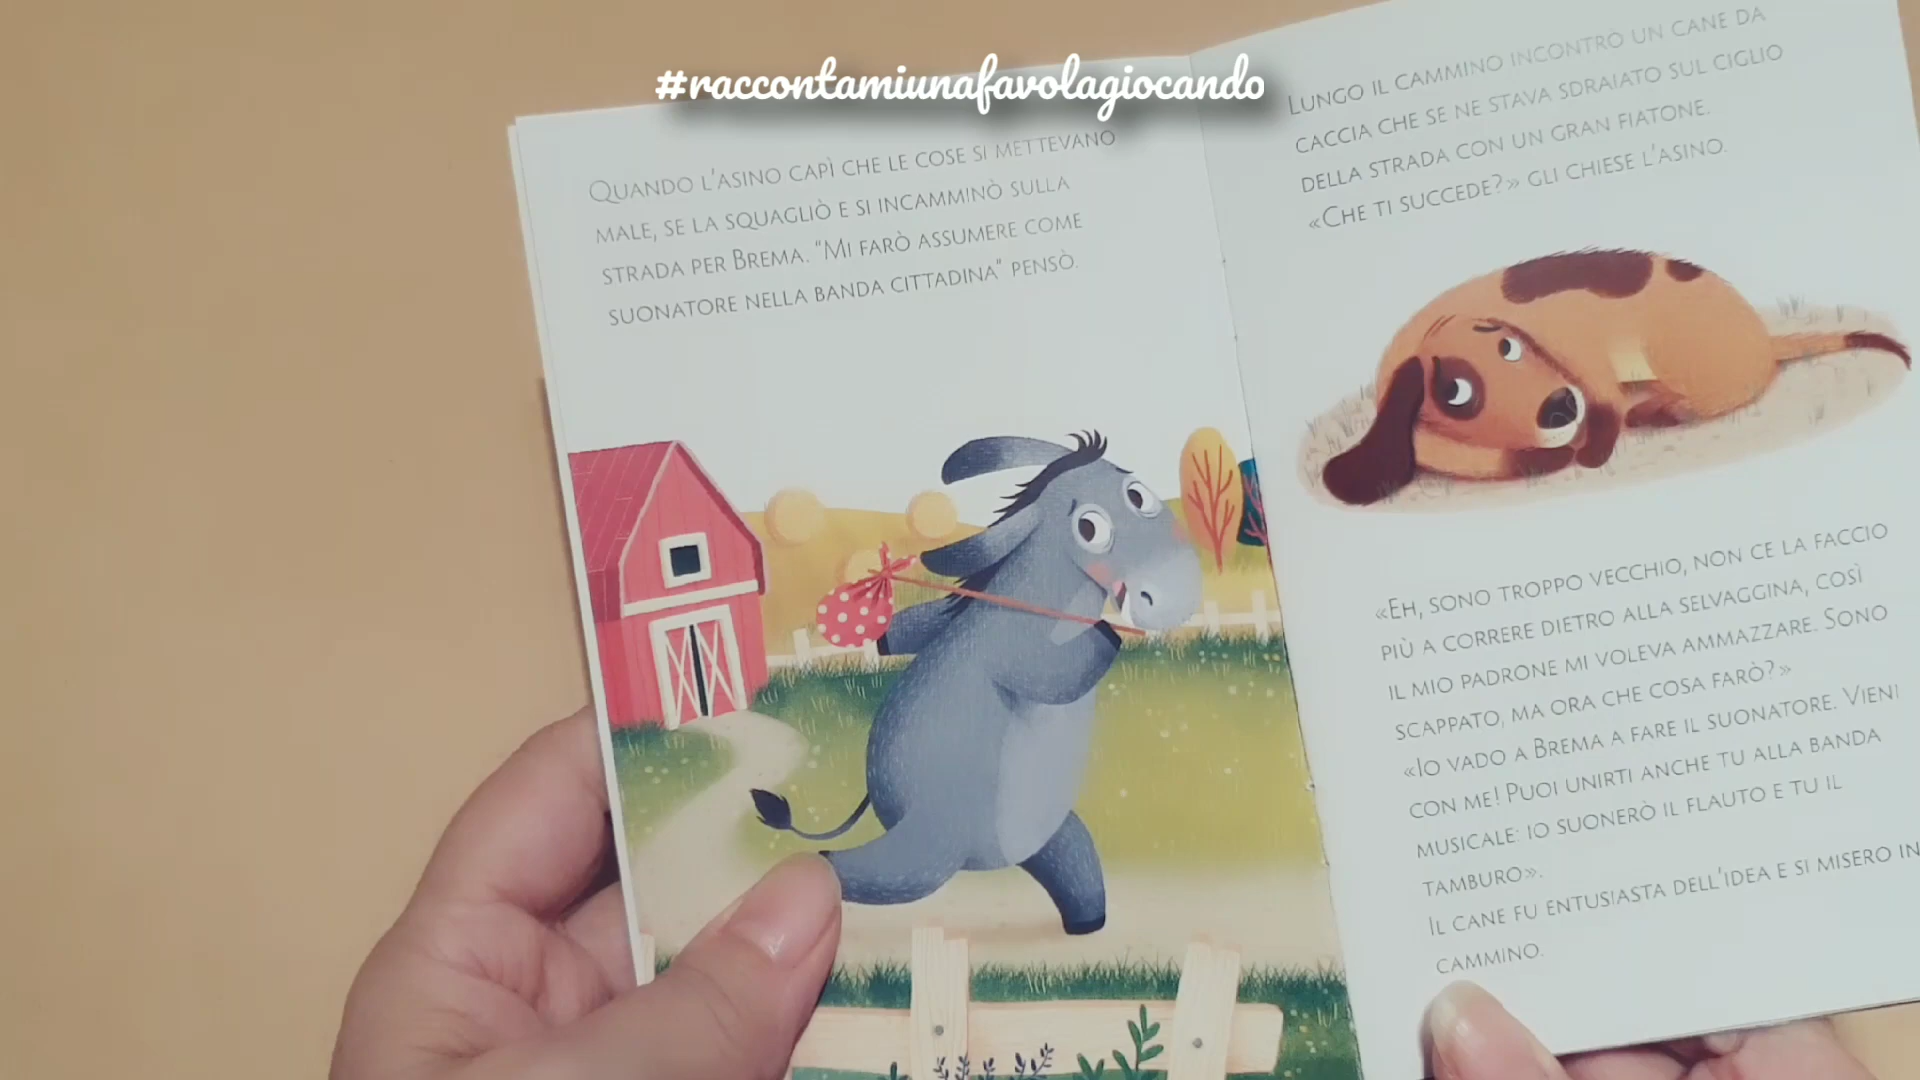 #raccontamiunafavolagiocando
Quando l'asino capì che le cose si mettevano
male, se la squagliò e si incamminò sulla
strada per Brema. "Mi farò assumere come
suonatore nella banda cittadina" pensò.
Lungo il cammino incontrò un cane da
caccia che se ne stava sdraiato sul ciglio
della strada con un gran fiatone.
«Che ti succede?» gli chiese l'asino.
«Eh, sono troppo vecchio, non ce la faccio
più a correre dietro alla selvaggina, così
il mio padrone mi voleva ammazzare. Sono
scappato, ma ora che cosa farò?»
«Io vado a Brema a fare il suonatore. Vieni
con me! Puoi unirti anche tu alla banda
musicale: io suonerò il flauto e tu il
tamburo».
Il cane fu entusiasta dell'idea e si misero in
cammino.